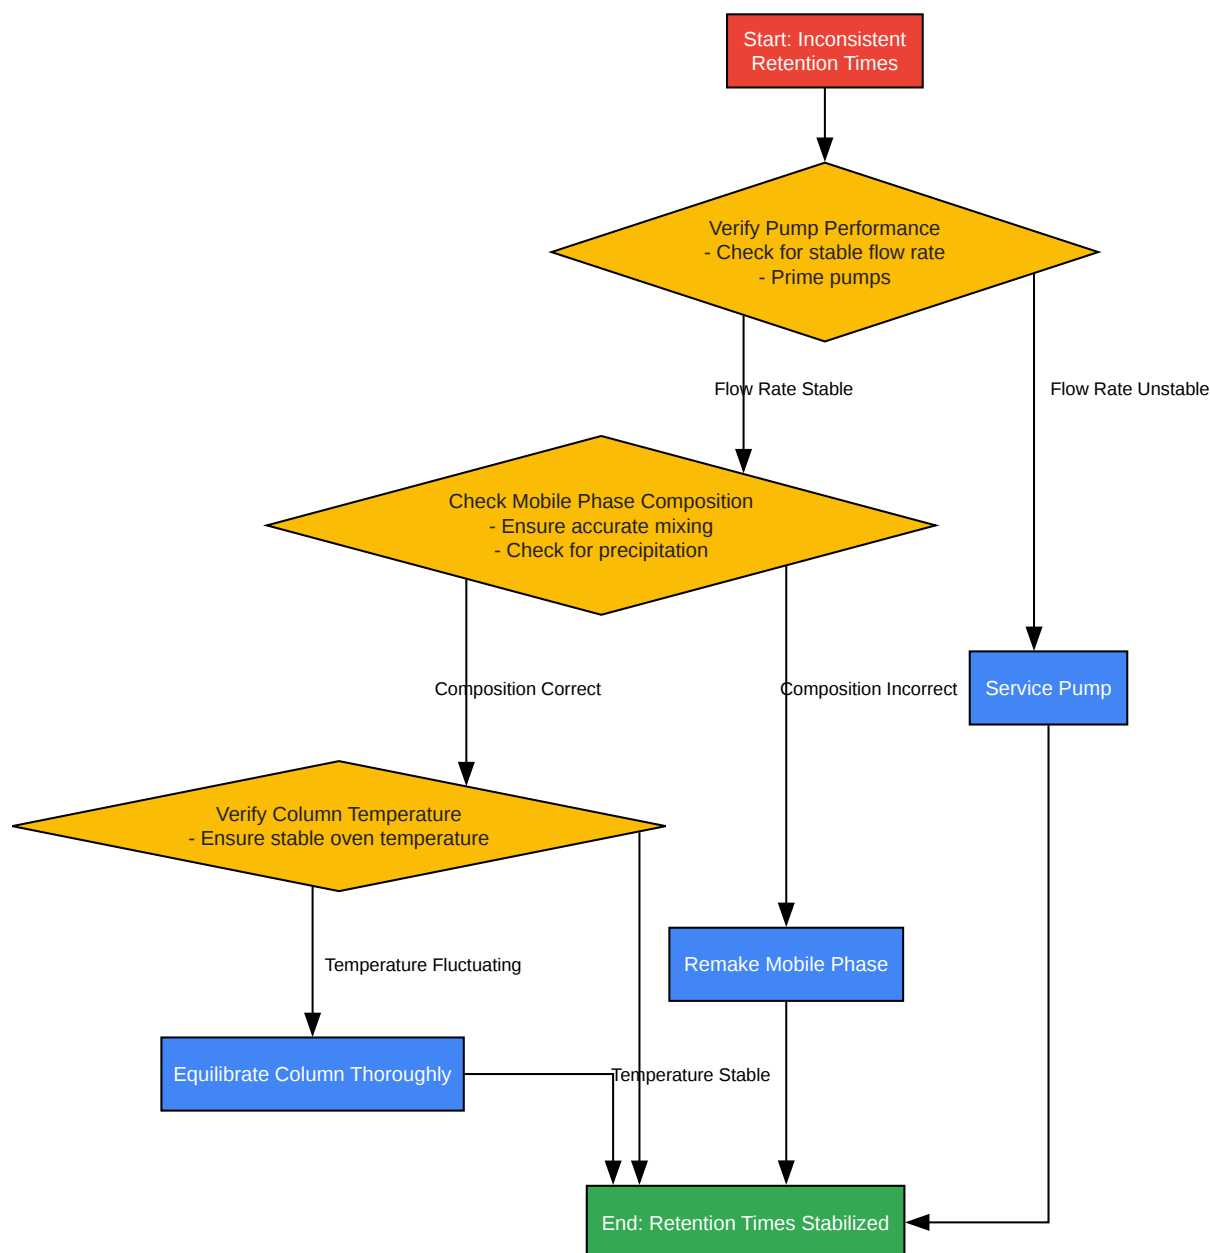 Start: Inconsistent
Retention Times
Verify Pump Performance
- Check for stable flow rate
- Prime pumps
Flow Rate Stable
Flow Rate Unstable
Check Mobile Phase Composition
- Ensure accurate mixing
- Check for precipitation
Composition Correct
Composition Incorrect
Service Pump
Verify Column Temperature
- Ensure stable oven temperature
Temperature Fluctuating
Remake Mobile Phase
Equilibrate Column Thoroughly
Temperature Stable
End: Retention Times Stabilized